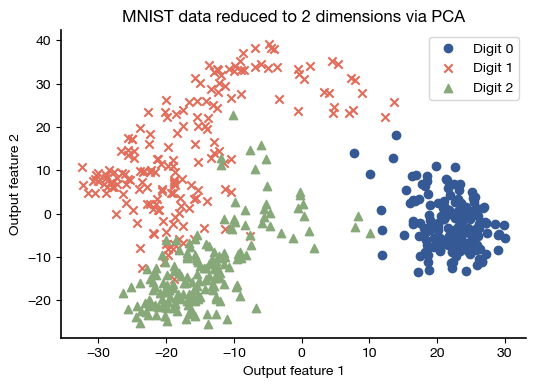 MNIST data reduced to 2 dimensions via PCA
Output feature 2
40
30
20
10
0
−10
−20
Digit 0
Digit 1
Digit 2
−30 −20 −10 0 10 20 30
Output feature 1